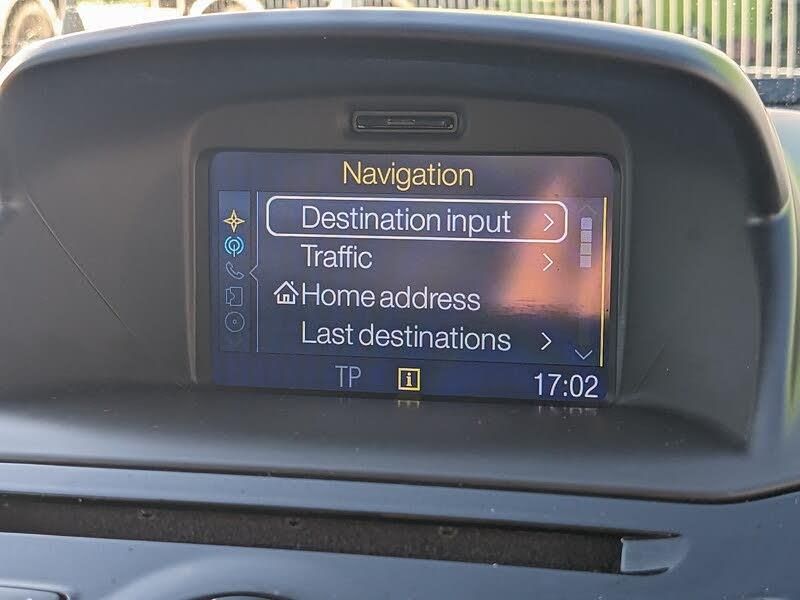 Navigation
Destination input
Traffic
Home address
Last destinations
TP i 17:02